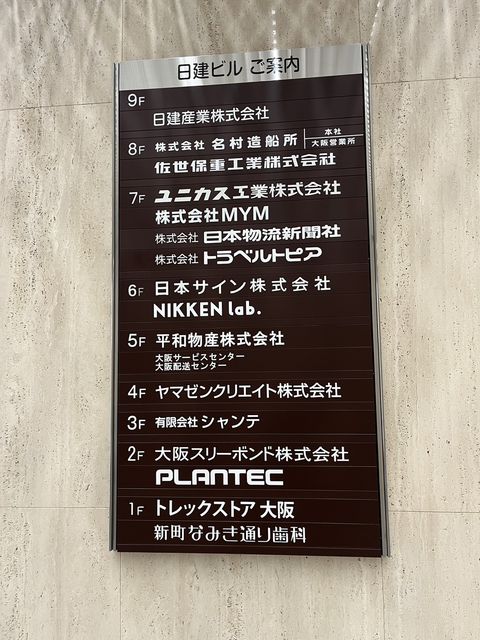 日建ビル ご案内
9F
日建産業株式会社
8F 株式会社 名村造船所 本社
大阪営業所
佐世保重工業株式会社
7F ユニカス工業株式会社
株式会社MYM
株式会社 日本物流新聞社
株式会社 トラベルトピア
6F 日本サイン株式会社
NIKKEN lab.
5F 平和物産株式会社
大阪サービスセンター
大阪配送センター
4F ヤマゼンクリエイト株式会社
3F 有限会社 シャンテ
2F 大阪スリーボンド株式会社
PLANTEC
1F トレックストア 大阪
新町なみき通り歯科